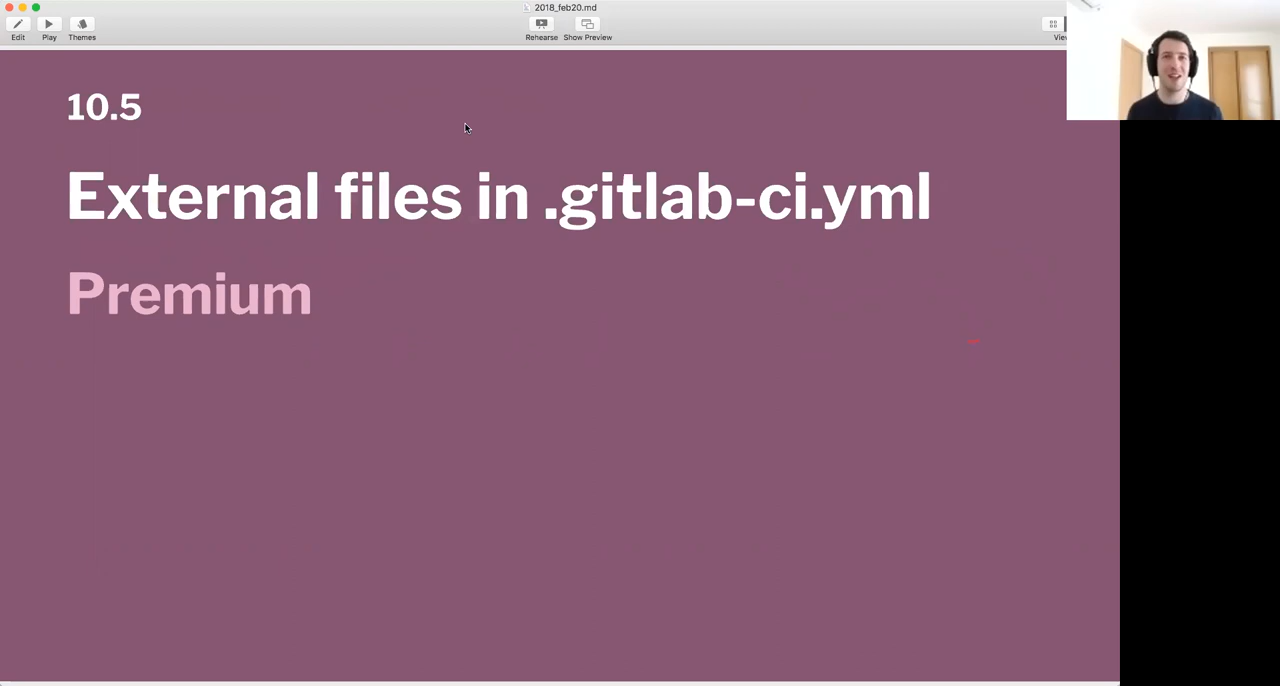 2018_feb20.md
Edit
Play
Themes
Rehearse
Show Preview
10.5
External files in .gitlab-ci.yml
Premium